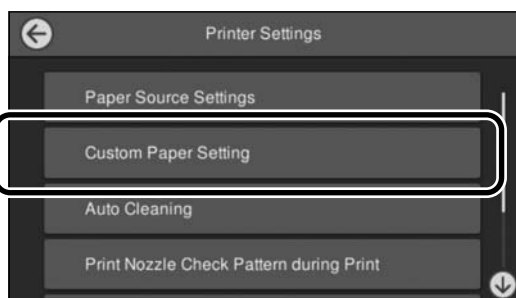 Printer Settings
Paper Source Settings
Custom Paper Setting
Auto Cleaning
Print Nozzle Check Pattern during Print